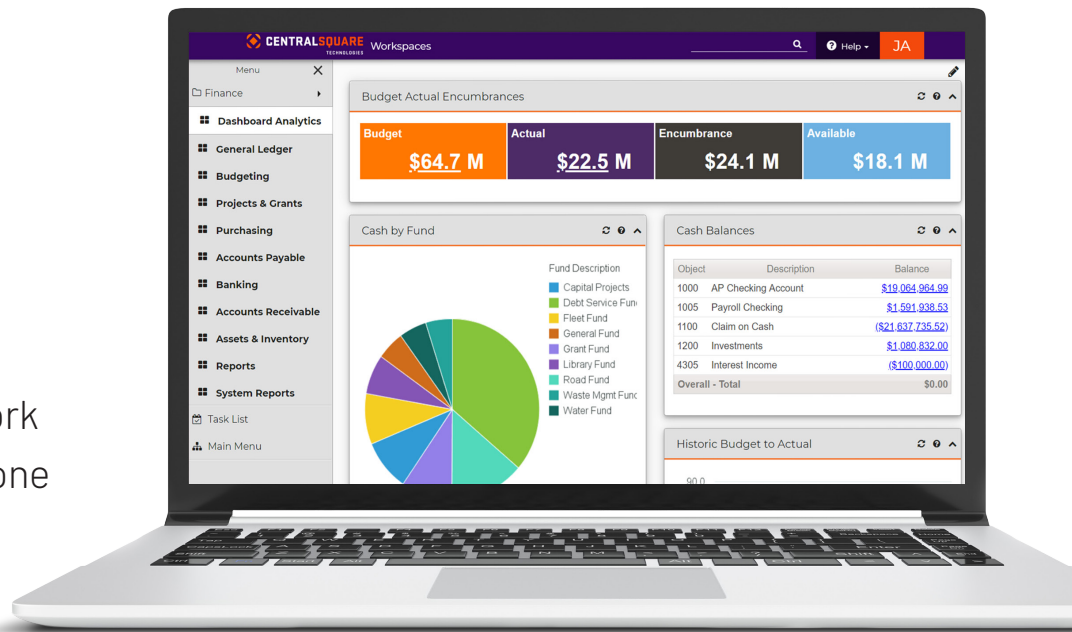 CENTRALSQUARE
TECHNOLOGIES
Workspaces
Help
JA
Menu X
Finance
Dashboard Analytics
General Ledger
Budgeting
Projects & Grants
Purchasing
Accounts Payable
Banking
Accounts Receivable
Assets & Inventory
Reports
System Reports
Task List
Main Menu
Budget Actual Encumbrances
Budget
$64.7 M
Actual
$22.5 M
Encumbrance
$24.1 M
Available
$18.1 M
Cash by Fund
Fund Description
Capital Projects
Debt Service Fun
Fleet Fund
General Fund
Grant Fund
Library Fund
Road Fund
Waste Mgmt Func
Water Fund
Cash Balances
Object Description Balance
1000 AP Checking Account $19,064,964.99
1005 Payroll Checking $1,591,938.53
1100 Claim on Cash ($21,637,735.52)
1200 Investments $1,080,832.00
4305 Interest Income ($100,000.00)
Overall - Total $0.00
Historic Budget to Actual
90.0
ork
one